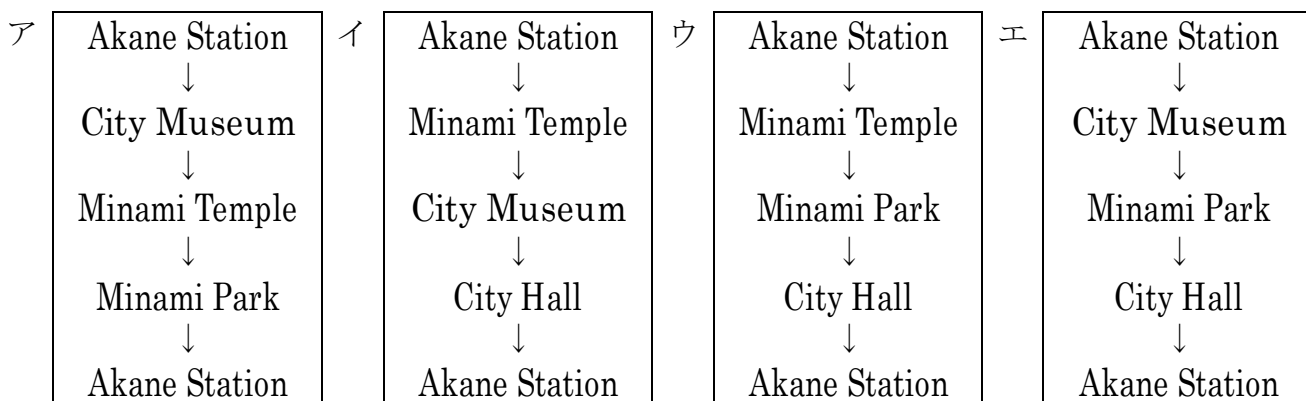 ア
Akane Station
↓
City Museum
↓
Minami Temple
↓
Minami Park
↓
Akane Station
イ
Akane Station
↓
Minami Temple
↓
City Museum
↓
City Hall
↓
Akane Station
ウ
Akane Station
↓
Minami Temple
↓
Minami Park
↓
City Hall
↓
Akane Station
エ
Akane Station
↓
City Museum
↓
Minami Park
↓
City Hall
↓
Akane Station